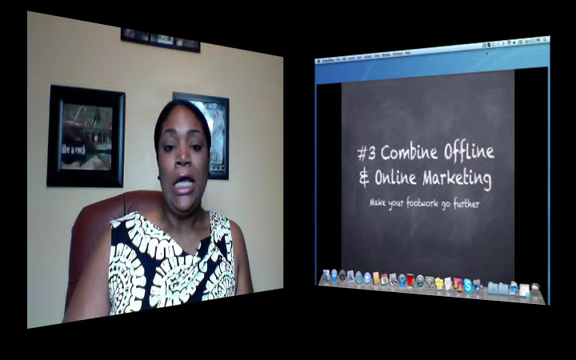 #3 Combine Offline
& Online Marketing
Make your footwork go further